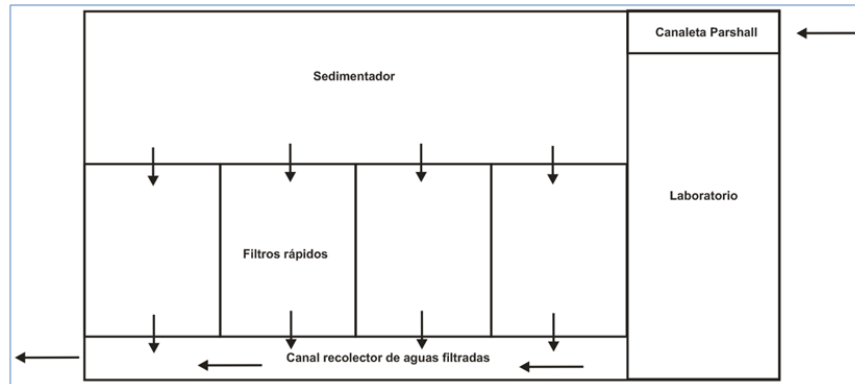 Canaleta Parshall
Sedimentador
Laboratorio
Filtros rápidos
Canal recolector de aguas filtradas